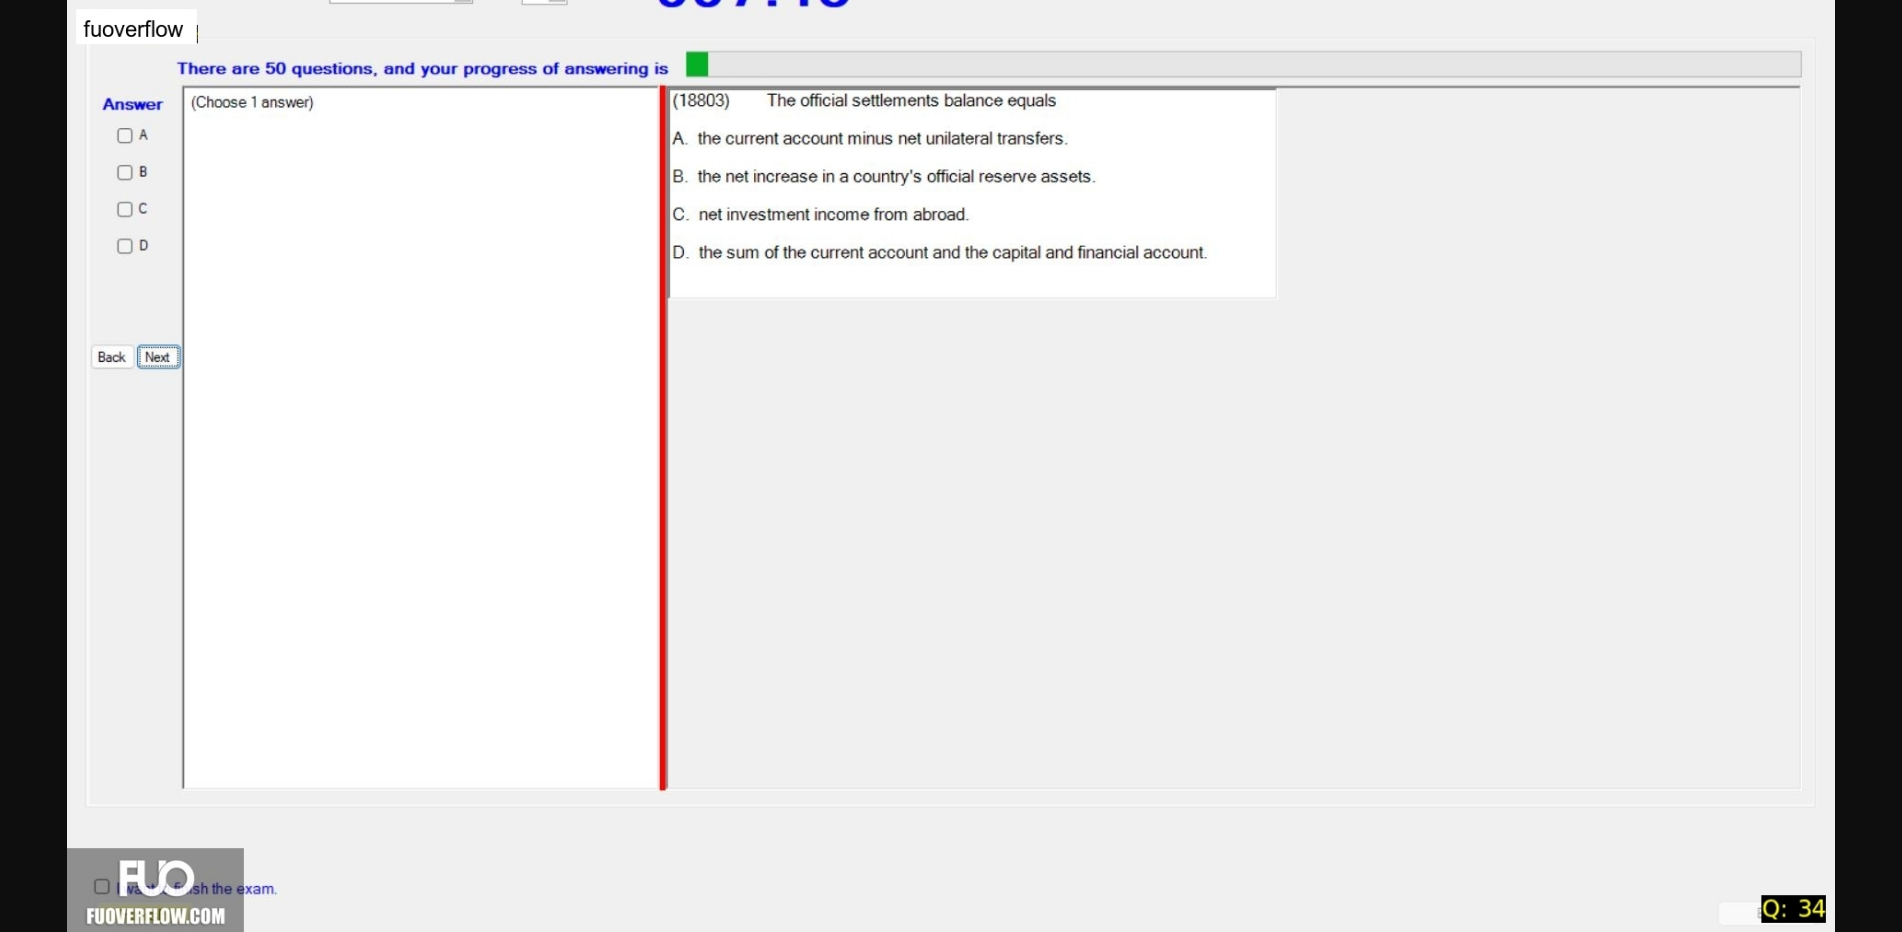 fuoverflow
There are 50 questions, and your progress of answering is
Answer
(Choose 1 answer)
A
B
C
D
Back Next
(18803) The official settlements balance equals
A. the current account minus net unilateral transfers.
B. the net increase in a country's official reserve assets.
C. net investment income from abroad.
D. the sum of the current account and the capital and financial account.
FUO
the exam.
FUOVERFLOW.COM
Q: 34